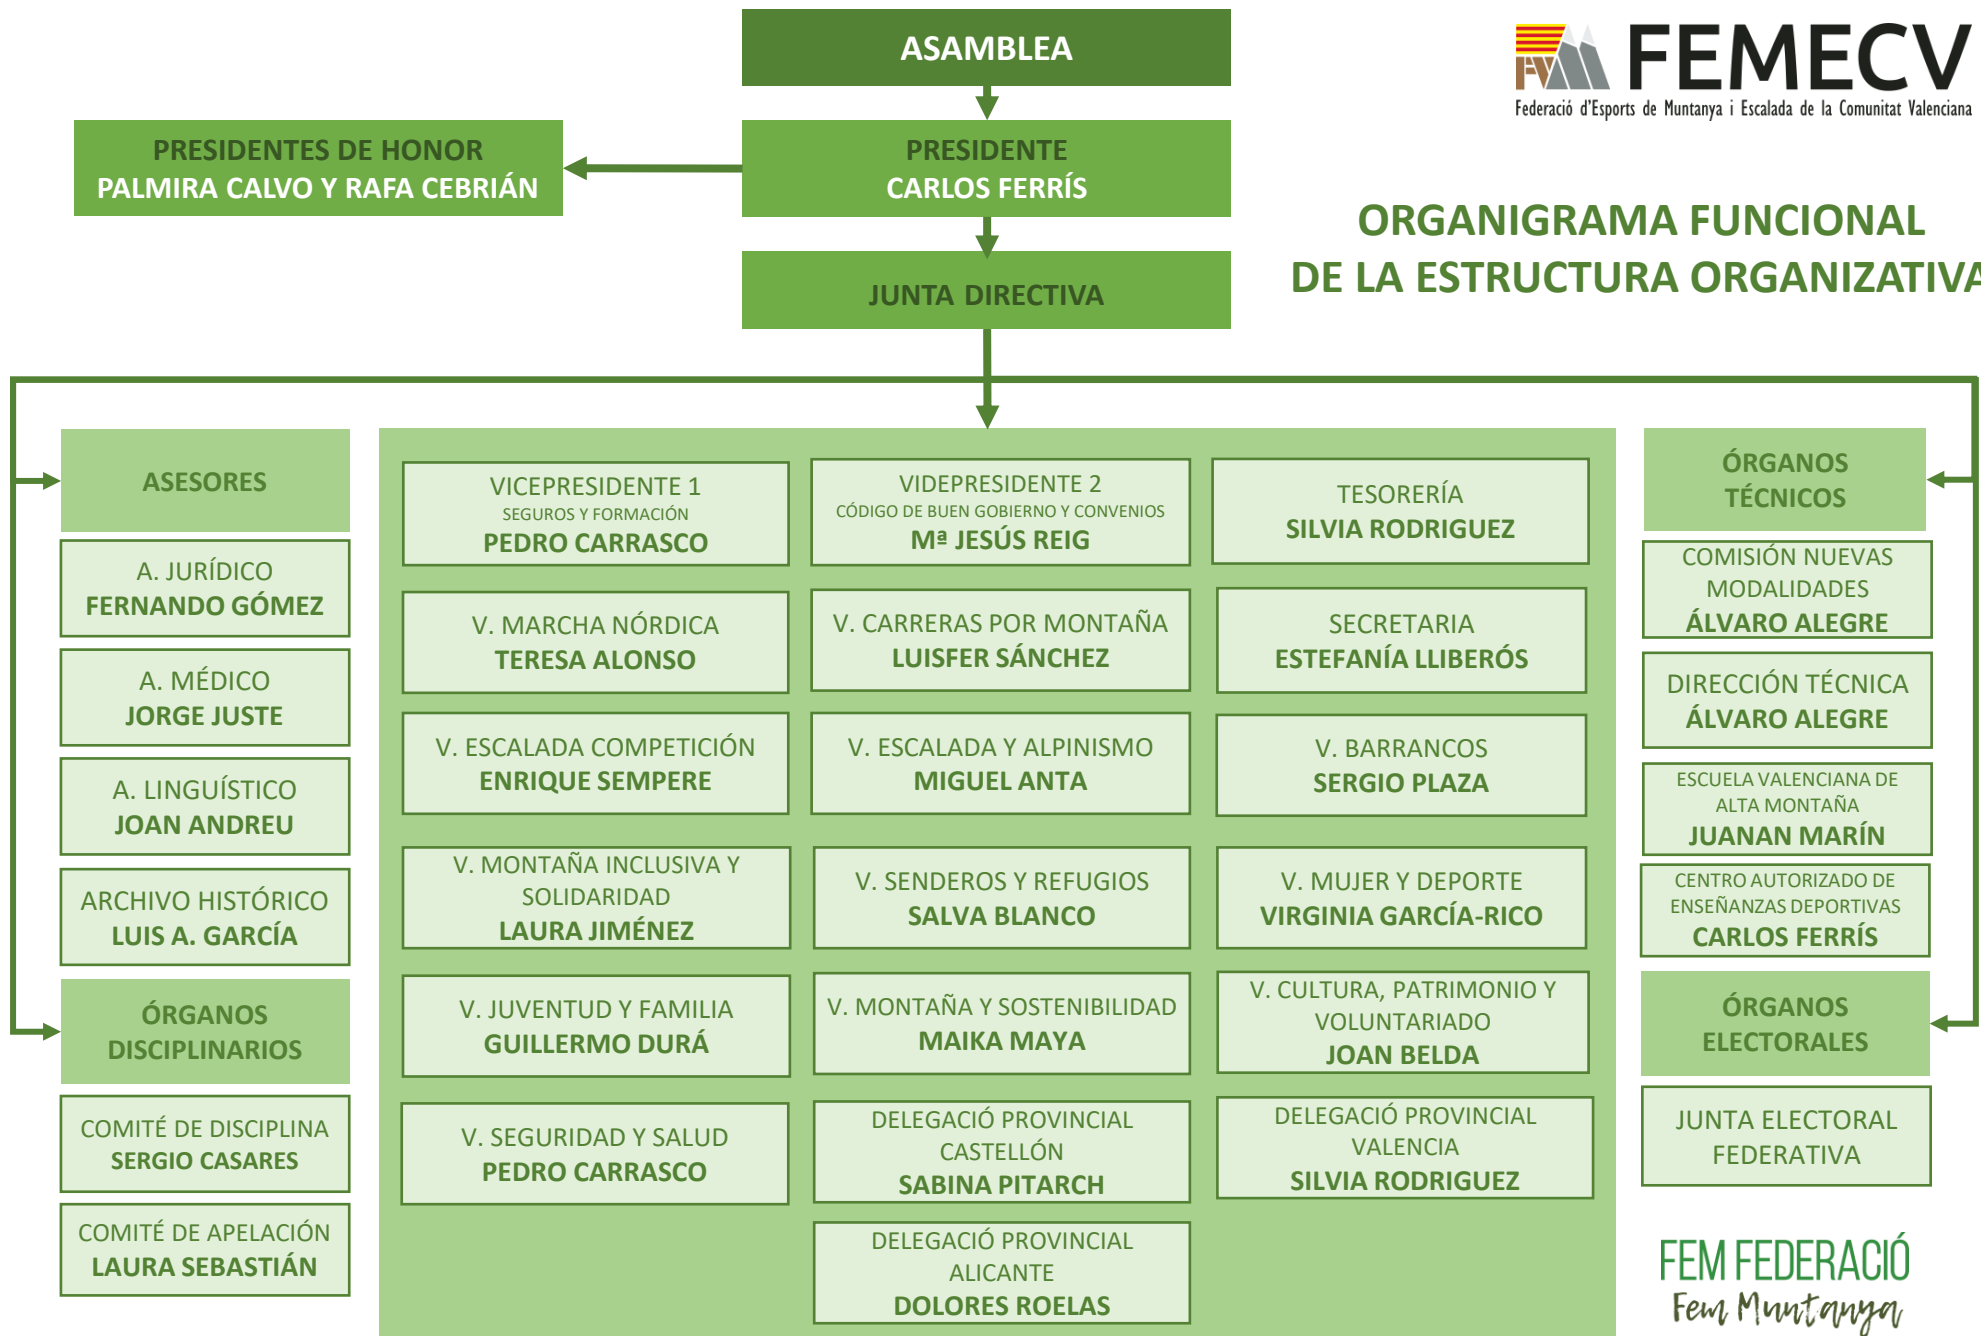 ASAMBLEA
FEMECV
Federació d'Esports de Muntanya i Escalada de la Comunitat Valenciana
PRESIDENTES DE HONOR
PALMIRA CALVO Y RAFA CEBRIÁN
PRESIDENTE
CARLOS FERRÍS
ORGANIGRAMA FUNCIONAL
DE LA ESTRUCTURA ORGANIZATIVA
JUNTA DIRECTIVA
ASESORES
A. JURÍDICO
FERNANDO GÓMEZ
A. MÉDICO
JORGE JUSTE
A. LINGUÍSTICO
JOAN ANDREU
ARCHIVO HISTÓRICO
LUIS A. GARCÍA
ÓRGANOS
DISCIPLINARIOS
COMITÉ DE DISCIPLINA
SERGIO CASARES
COMITÉ DE APELACIÓN
LAURA SEBASTIÁN
VICEPRESIDENTE 1
SEGUROS Y FORMACIÓN
PEDRO CARRASCO
VIDEPRESIDENTE 2
CÓDIGO DE BUEN GOBIERNO Y CONVENIOS
Mª JESÚS REIG
TESORERÍA
SILVIA RODRIGUEZ
V. MARCHA NÓRDICA
TERESA ALONSO
V. CARRERAS POR MONTAÑA
LUISFER SÁNCHEZ
SECRETARIA
ESTEFANÍA LLIBERÓS
V. ESCALADA COMPETICIÓN
ENRIQUE SEMPERE
V. ESCALADA Y ALPINISMO
MIGUEL ANTA
V. BARRANCOS
SERGIO PLAZA
V. MONTAÑA INCLUSIVA Y
SOLIDARIDAD
LAURA JIMÉNEZ
V. SENDEROS Y REFUGIOS
SALVA BLANCO
V. MUJER Y DEPORTE
VIRGINIA GARCÍA-RICO
V. JUVENTUD Y FAMILIA
GUILLERMO DURÁ
V. MONTAÑA Y SOSTENIBILIDAD
MAIKA MAYA
V. CULTURA, PATRIMONIO Y
VOLUNTARIADO
JOAN BELDA
V. SEGURIDAD Y SALUD
PEDRO CARRASCO
DELEGACIÓ PROVINCIAL
CASTELLÓN
SABINA PITARCH
DELEGACIÓ PROVINCIAL
VALENCIA
SILVIA RODRIGUEZ
DELEGACIÓ PROVINCIAL
ALICANTE
DOLORES ROELAS
ÓRGANOS
TÉCNICOS
COMISIÓN NUEVAS
MODALIDADES
ÁLVARO ALEGRE
DIRECCIÓN TÉCNICA
ÁLVARO ALEGRE
ESCUELA VALENCIANA DE
ALTA MONTAÑA
JUANAN MARÍN
CENTRO AUTORIZADO DE
ENSEÑANZAS DEPORTIVAS
CARLOS FERRÍS
ÓRGANOS
ELECTORALES
JUNTA ELECTORAL
FEDERATIVA
FEM FEDERACIÓ
Fem Muntanya